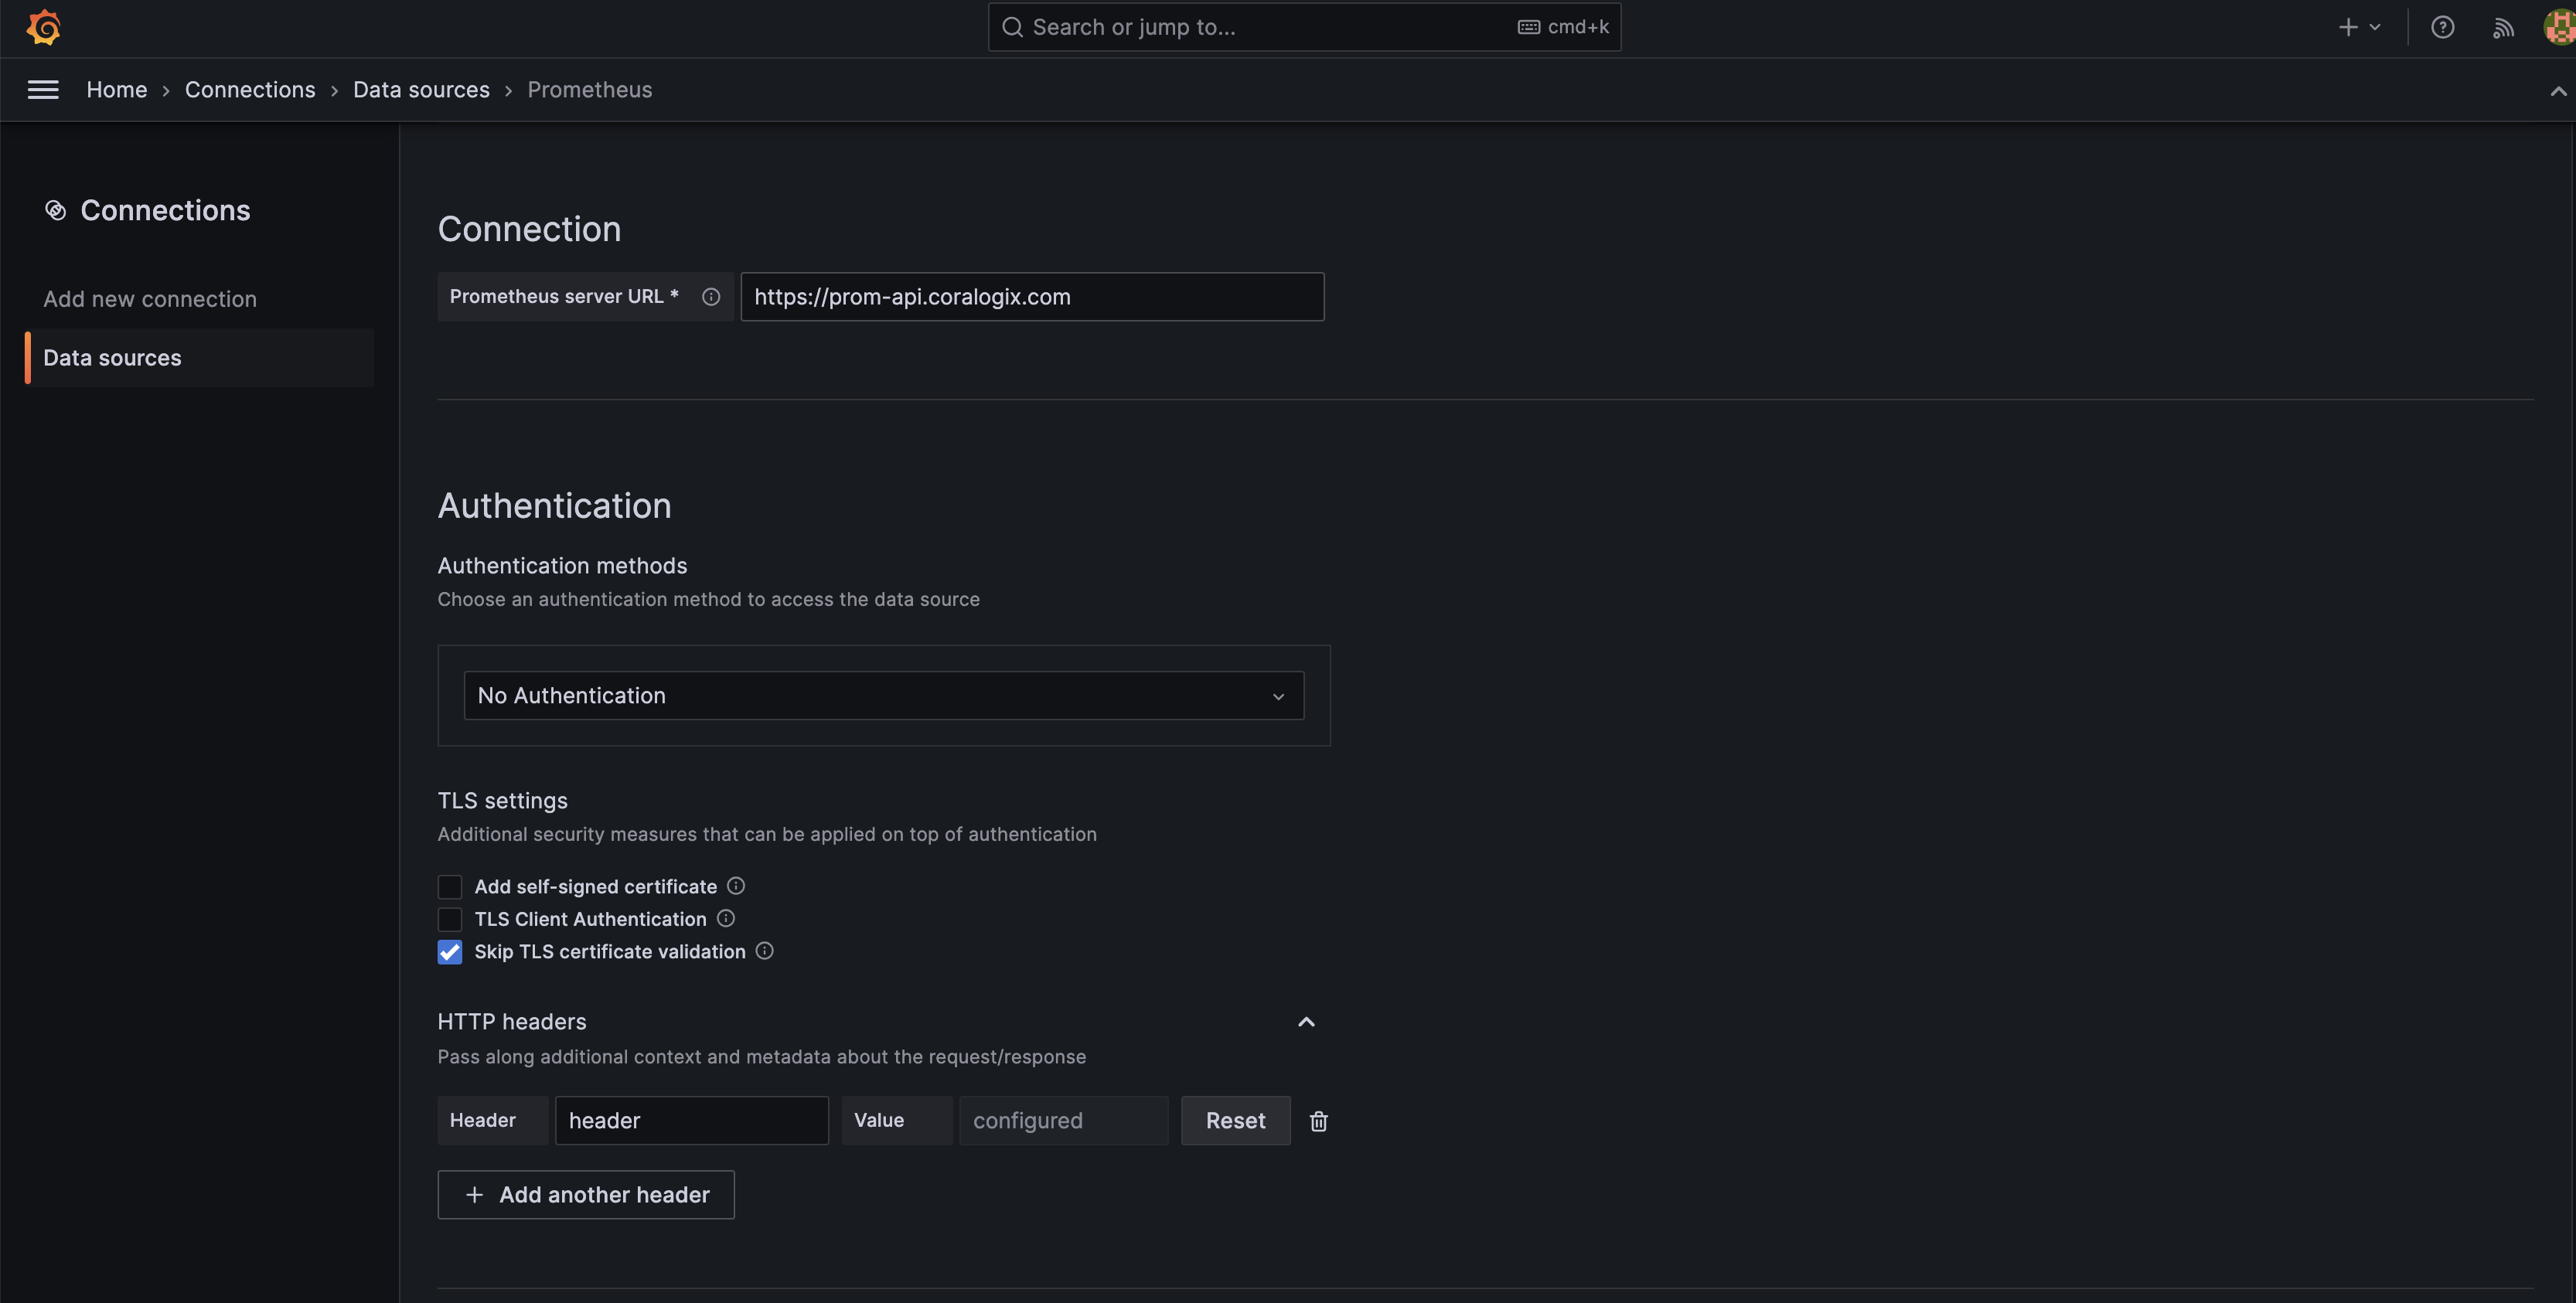 Search or jump to...
cmd+k
Home › Connections › Data sources › Prometheus
Connections
Add new connection
Data sources
Connection
Prometheus server URL *
https://prom-api.coralogix.com
Authentication
Authentication methods
Choose an authentication method to access the data source
No Authentication
TLS settings
Additional security measures that can be applied on top of authentication
Add self-signed certificate
TLS Client Authentication
Skip TLS certificate validation
HTTP headers
Pass along additional context and metadata about the request/response
Header header Value configured Reset
+ Add another header